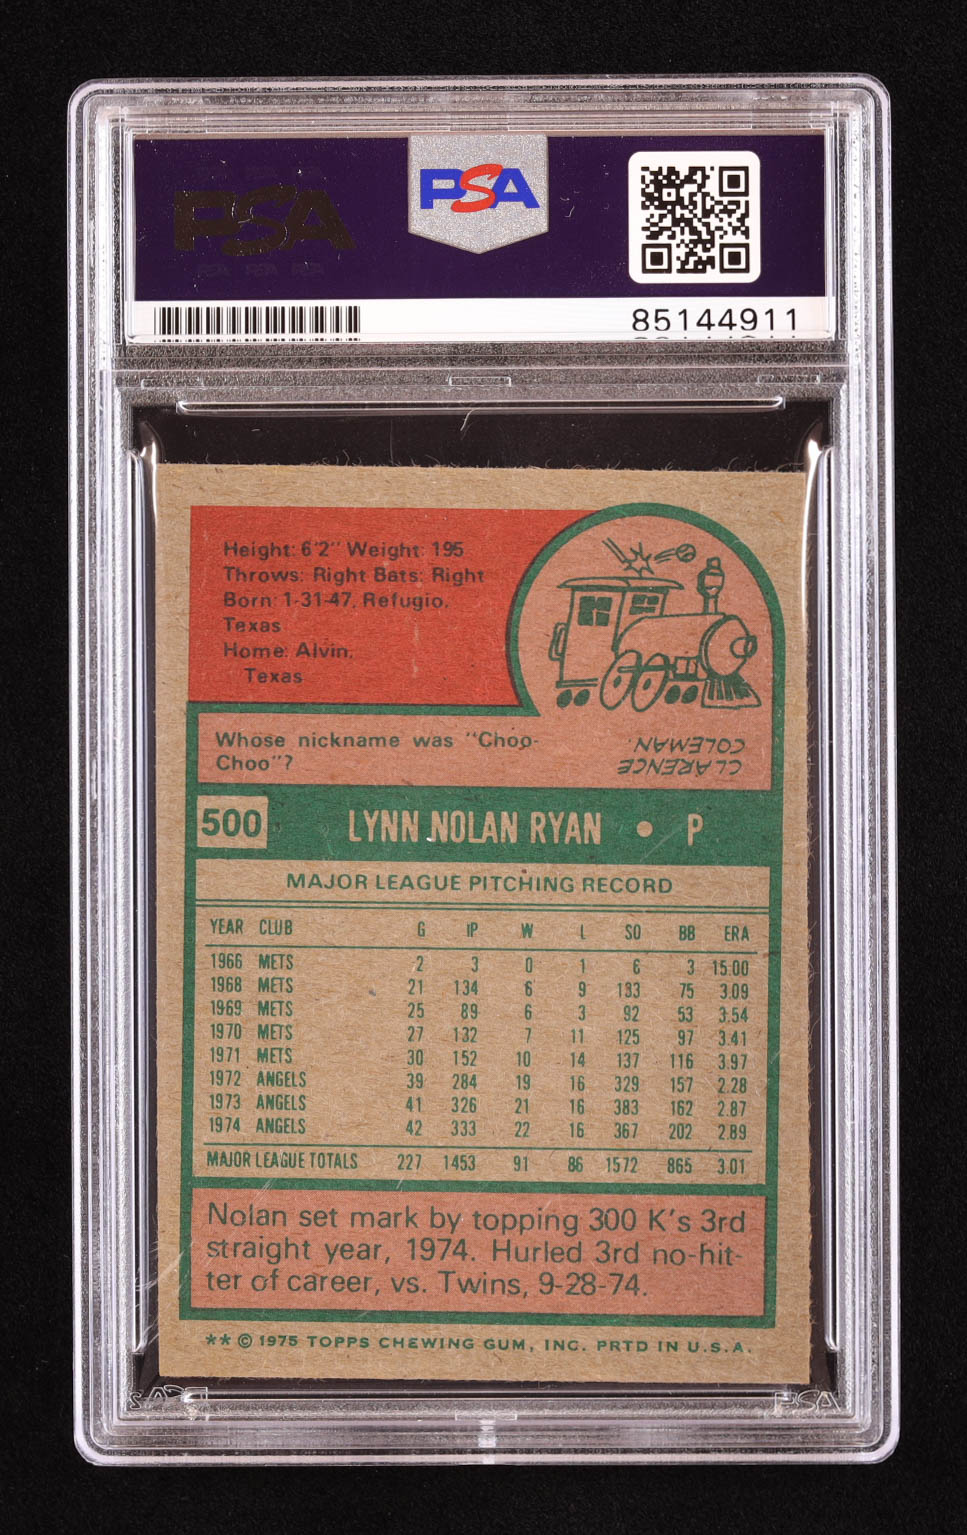 PSA
PSA
PSA PSA PSA
85144911
Height: 6'2" Weight: 195
Throws: Right Bats: Right
Born: 1-31-47, Refugio,
Texas
Home: Alvin,
Texas
Whose nickname was "Choo-
Choo"?
CLARENCE
COLEMAN.
500 LYNN NOLAN RYAN • P
MAJOR LEAGUE PITCHING RECORD
YEAR CLUB G IP W L SO BB ERA
1966 METS 2 3 0 1 6 3 15.00
1968 METS 21 134 6 9 133 75 3.09
1969 METS 25 89 6 3 92 53 3.54
1970 METS 27 132 7 11 125 97 3.41
1971 METS 30 152 10 14 137 116 3.97
1972 ANGELS 39 284 19 16 329 157 2.28
1973 ANGELS 41 326 21 16 383 162 2.87
1974 ANGELS 42 333 22 16 367 202 2.89
MAJOR LEAGUE TOTALS 227 1453 91 86 1572 865 3.01
Nolan set mark by topping 300 K's 3rd
straight year, 1974. Hurled 3rd no-hit-
ter of career, vs. Twins, 9-28-74.
** © 1975 TOPPS CHEWING GUM, INC. PRTD IN U.S.A.
PSA PSA